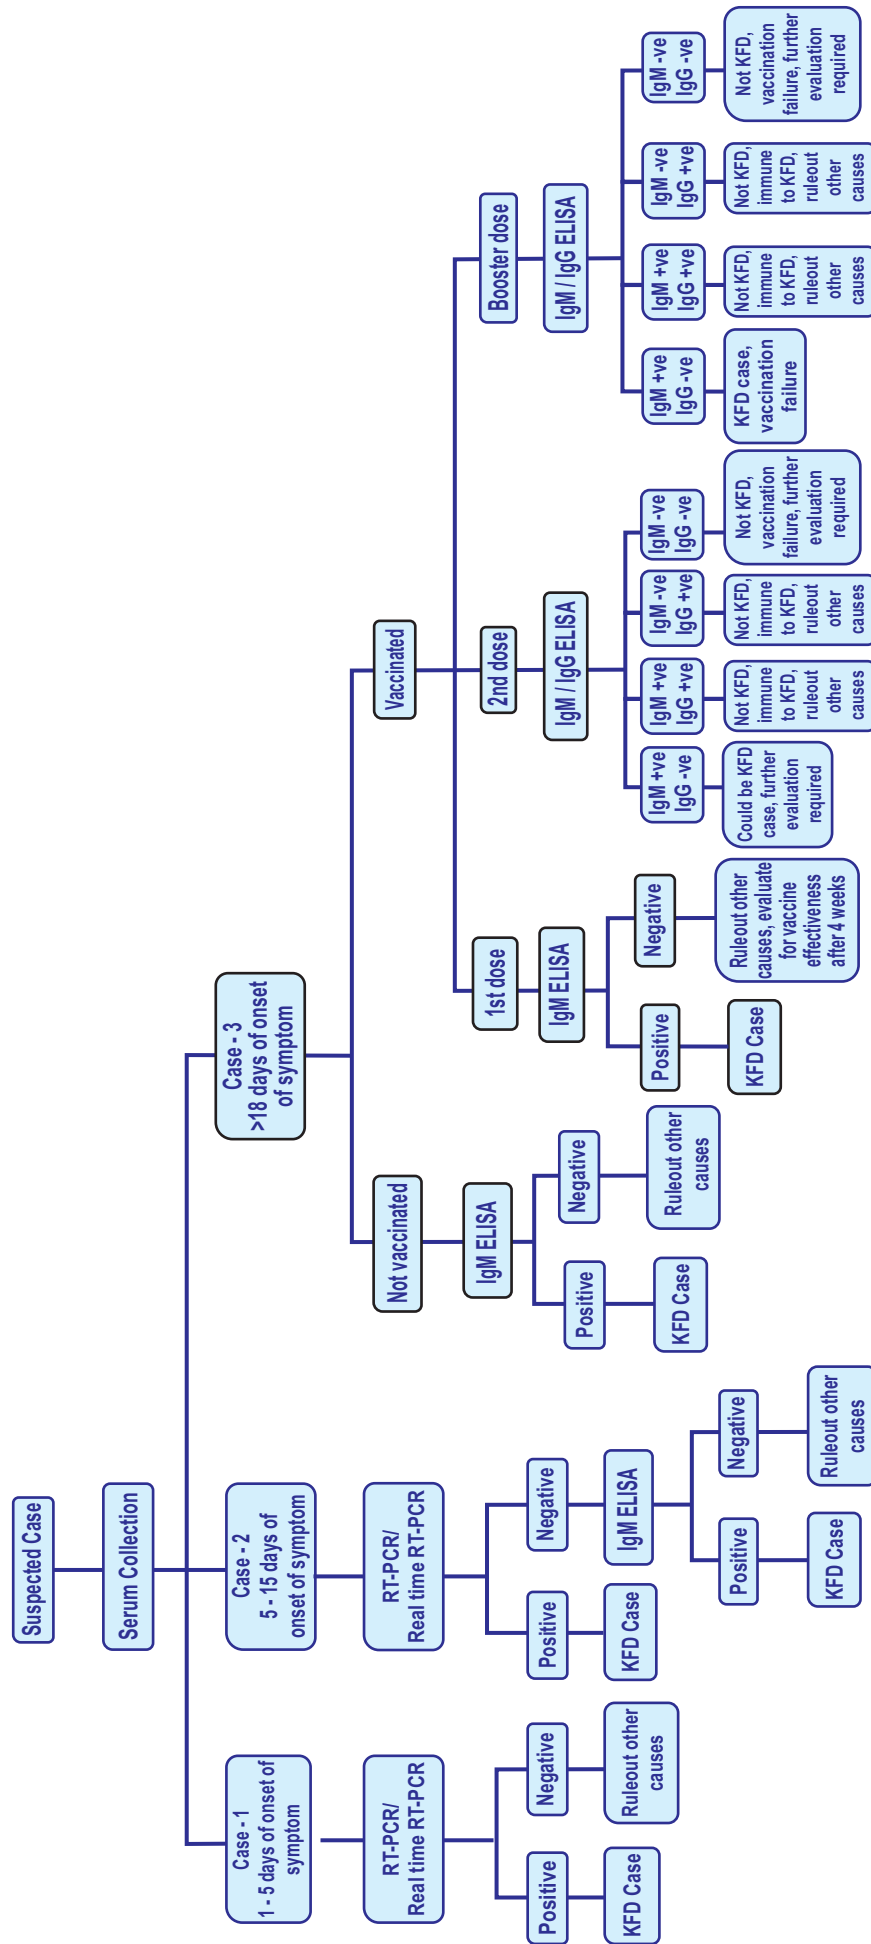 Suspected Case
Serum Collection
Case - 1
1 - 5 days of onset of
symptom
RT-PCR/
Real time RT-PCR
Positive
KFD Case
Negative
Ruleout other
causes
Case - 2
5 - 15 days of
onset of symptom
RT-PCR/
Real time RT-PCR
Positive
KFD Case
Negative
IgM ELISA
Positive
KFD Case
Negative
Ruleout other
causes
Case - 3
>18 days of onset
of symptom
Not vaccinated
IgM ELISA
Positive
KFD Case
Negative
Ruleout other
causes
Vaccinated
1st dose
IgM ELISA
Positive
KFD Case
Negative
Ruleout other
causes, evaluate
for vaccine
effectiveness
after 4 weeks
2nd dose
IgM / IgG ELISA
IgM +ve
IgG -ve
Could be KFD
case, further
evaluation
required
IgM +ve
IgG +ve
Not KFD,
immune
to KFD,
ruleout
other
causes
IgM -ve
IgG +ve
Not KFD,
immune
to KFD,
ruleout
other
causes
IgM -ve
IgG -ve
Not KFD,
vaccination
failure, further
evaluation
required
Booster dose
IgM / IgG ELISA
IgM +ve
IgG -ve
KFD case,
vaccination
failure
IgM +ve
IgG +ve
Not KFD,
immune
to KFD,
ruleout
other
causes
IgM -ve
IgG +ve
Not KFD,
immune
to KFD,
ruleout
other
causes
IgM -ve
IgG -ve
Not KFD,
vaccination
failure, further
evaluation
required